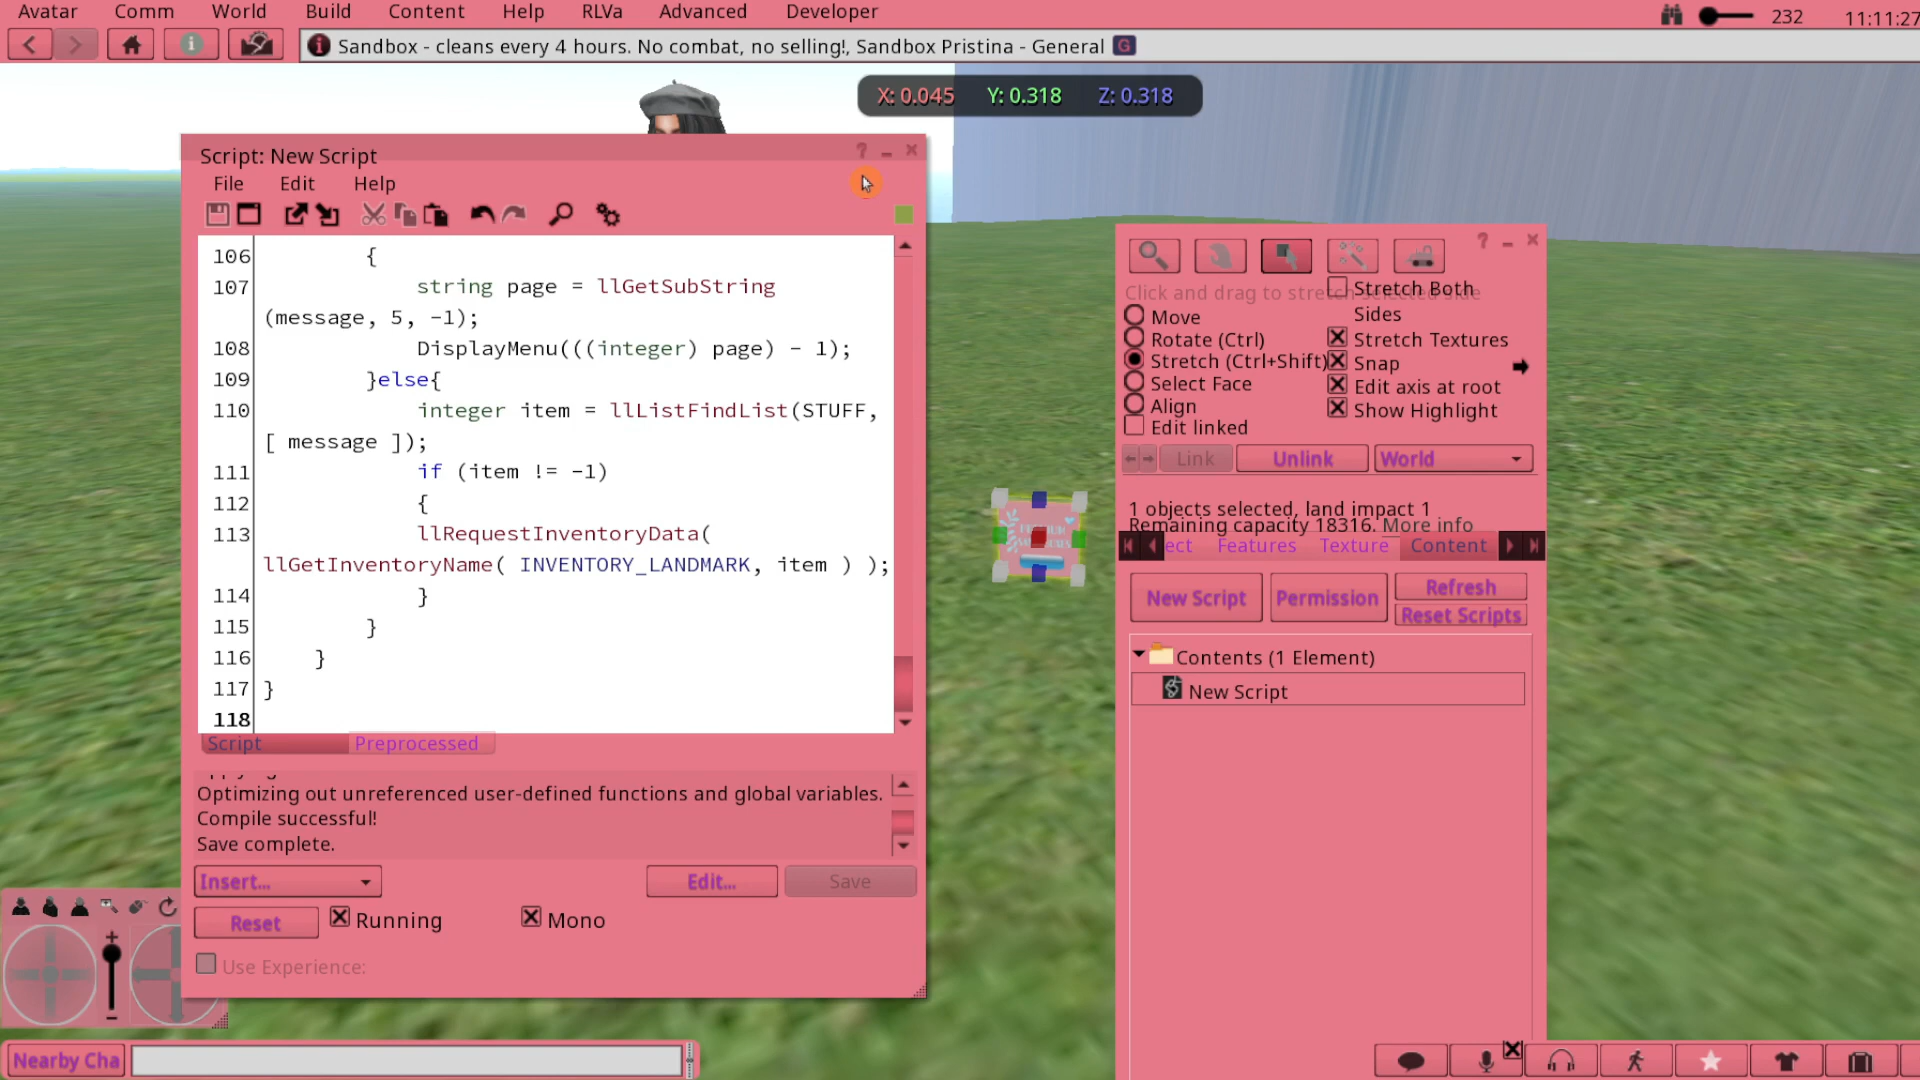 Avatar Comm World Build Content Help RLVa Advanced Developer 232 11:11:27
Sandbox - cleans every 4 hours. No combat, no selling!, Sandbox Pristina - General G
X: 0.045 Y: 0.318 Z: 0.318
Script: New Script
File Edit Help
106 {
107 string page = llGetSubString
(message, 5, -1);
108 DisplayMenu(((integer) page) - 1);
109 }else{
110 integer item = llListFindList(STUFF,
[ message ]);
111 if (item != -1)
112 {
113 llRequestInventoryData(
llGetInventoryName( INVENTORY_LANDMARK, item ) );
114 }
115 }
116 }
117 }
118
Script Preprocessed
Optimizing out unreferenced user-defined functions and global variables.
Compile successful!
Save complete.
Insert... Edit... Save
Reset Running Mono
Use Experience:
Nearby Cha
Click and drag to stretch selected side
Stretch Both
Sides
Move
Rotate (Ctrl)
Stretch (Ctrl+Shift)
Select Face
Align
Edit linked
Stretch Textures
Snap
Edit axis at root
Show Highlight
Link Unlink World
1 objects selected, land impact 1
Remaining capacity 18316. More info
ect Features Texture Content
New Script Permission Refresh
Reset Scripts
Contents (1 Element)
New Script